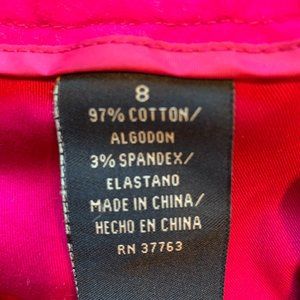 8
97% COTTON/
ALGODON
3% SPANDEX/
ELASTANO
MADE IN CHINA/
HECHO EN CHINA
RN 37763